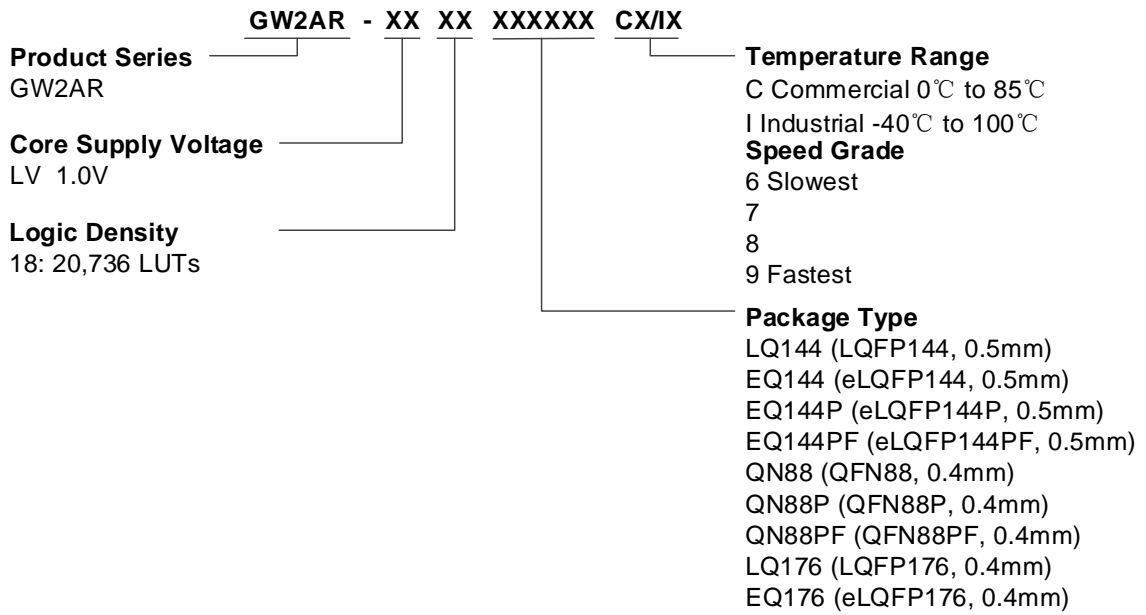 GW2AR - XX XX XXXXXX CX/IX
Product Series
GW2AR
Core Supply Voltage
LV 1.0V
Logic Density
18: 20,736 LUTs
Temperature Range
C Commercial 0℃ to 85℃
I Industrial -40℃ to 100℃
Speed Grade
6 Slowest
7
8
9 Fastest
Package Type
LQ144 (LQFP144, 0.5mm)
EQ144 (eLQFP144, 0.5mm)
EQ144P (eLQFP144P, 0.5mm)
EQ144PF (eLQFP144PF, 0.5mm)
QN88 (QFN88, 0.4mm)
QN88P (QFN88P, 0.4mm)
QN88PF (QFN88PF, 0.4mm)
LQ176 (LQFP176, 0.4mm)
EQ176 (eLQFP176, 0.4mm)